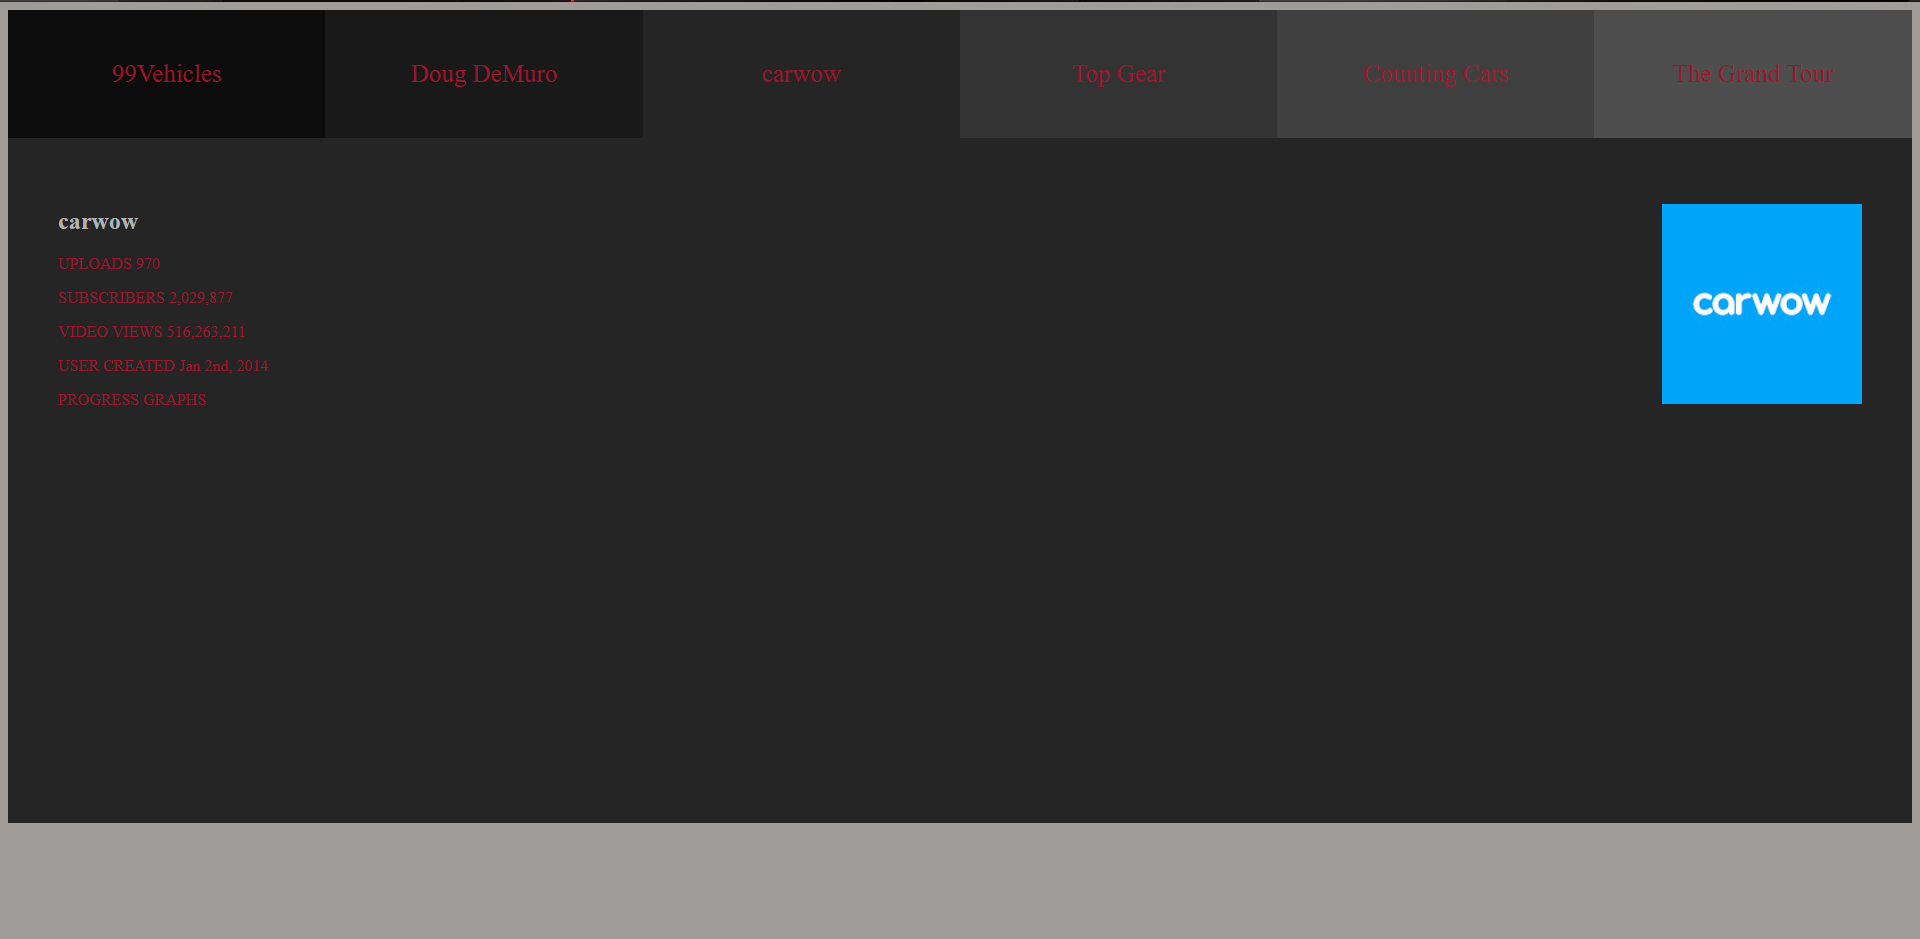 99Vehicles Doug DeMuro carwow Top Gear Counting Cars The Grand Tour
carwow
UPLOADS 970
SUBSCRIBERS 2,029,877
VIDEO VIEWS 516,263,211
USER CREATED Jan 2nd, 2014
PROGRESS GRAPHS
carwow